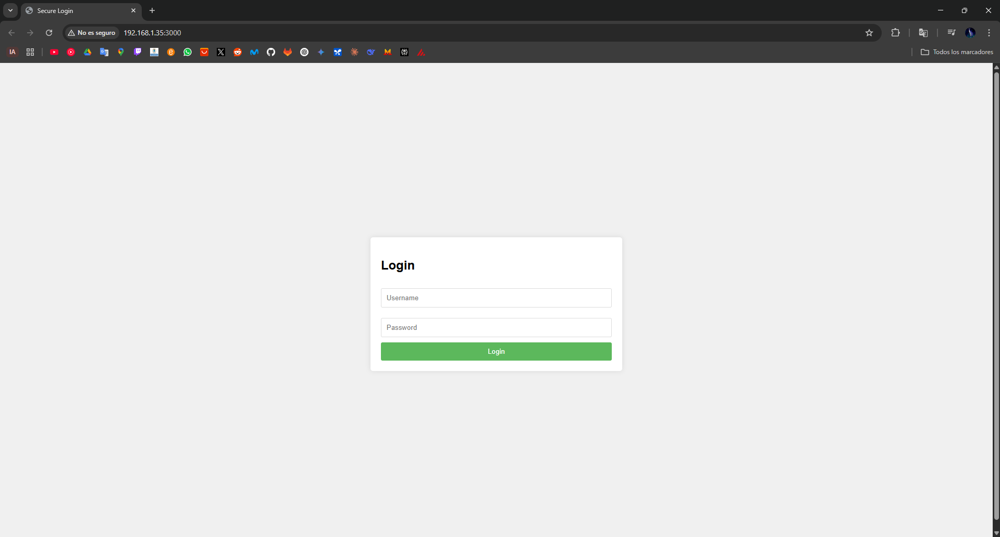 Secure Login
No es seguro
192.168.1.35:3000
IA
Todos los marcadores
Login
Username
Password
Login